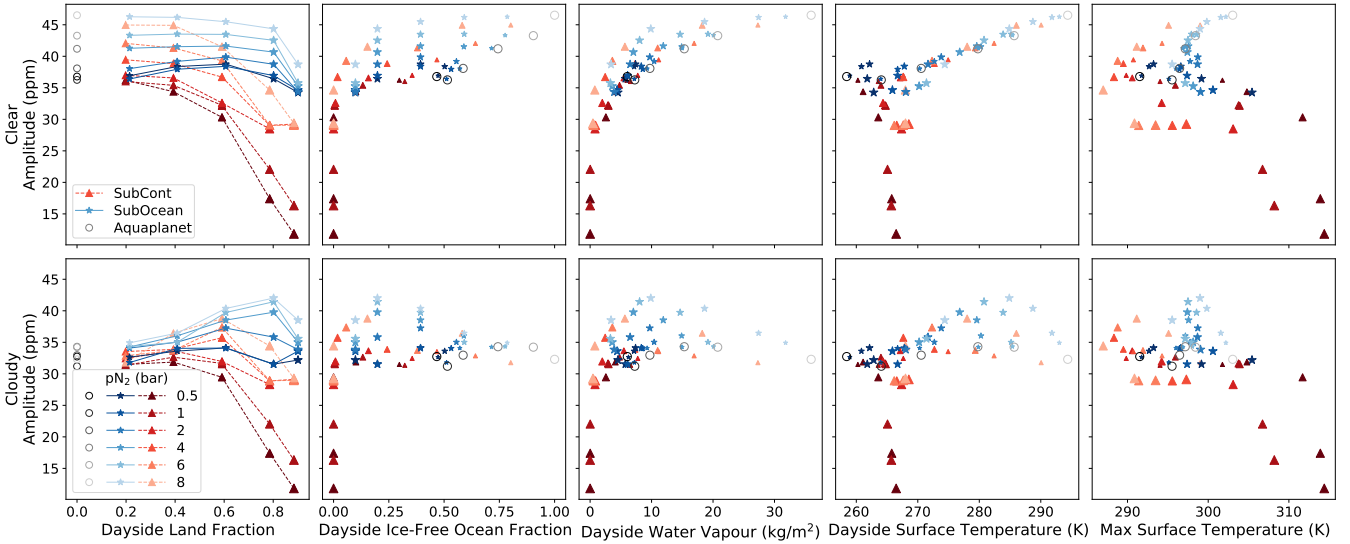 Clear
Amplitude (ppm)
45
40
35
30
25
20
15
SubCont
SubOcean
Aquaplanet
Cloudy
Amplitude (ppm)
45
40
35
30
25
20
15
pN₂ (bar)
0.5
1
2
4
6
8
0.0 0.2 0.4 0.6 0.8
Dayside Land Fraction
0.00 0.25 0.50 0.75 1.00
Dayside Ice-Free Ocean Fraction
0 10 20 30
Dayside Water Vapour (kg/m²)
260 270 280 290
Dayside Surface Temperature (K)
290 300 310
Max Surface Temperature (K)